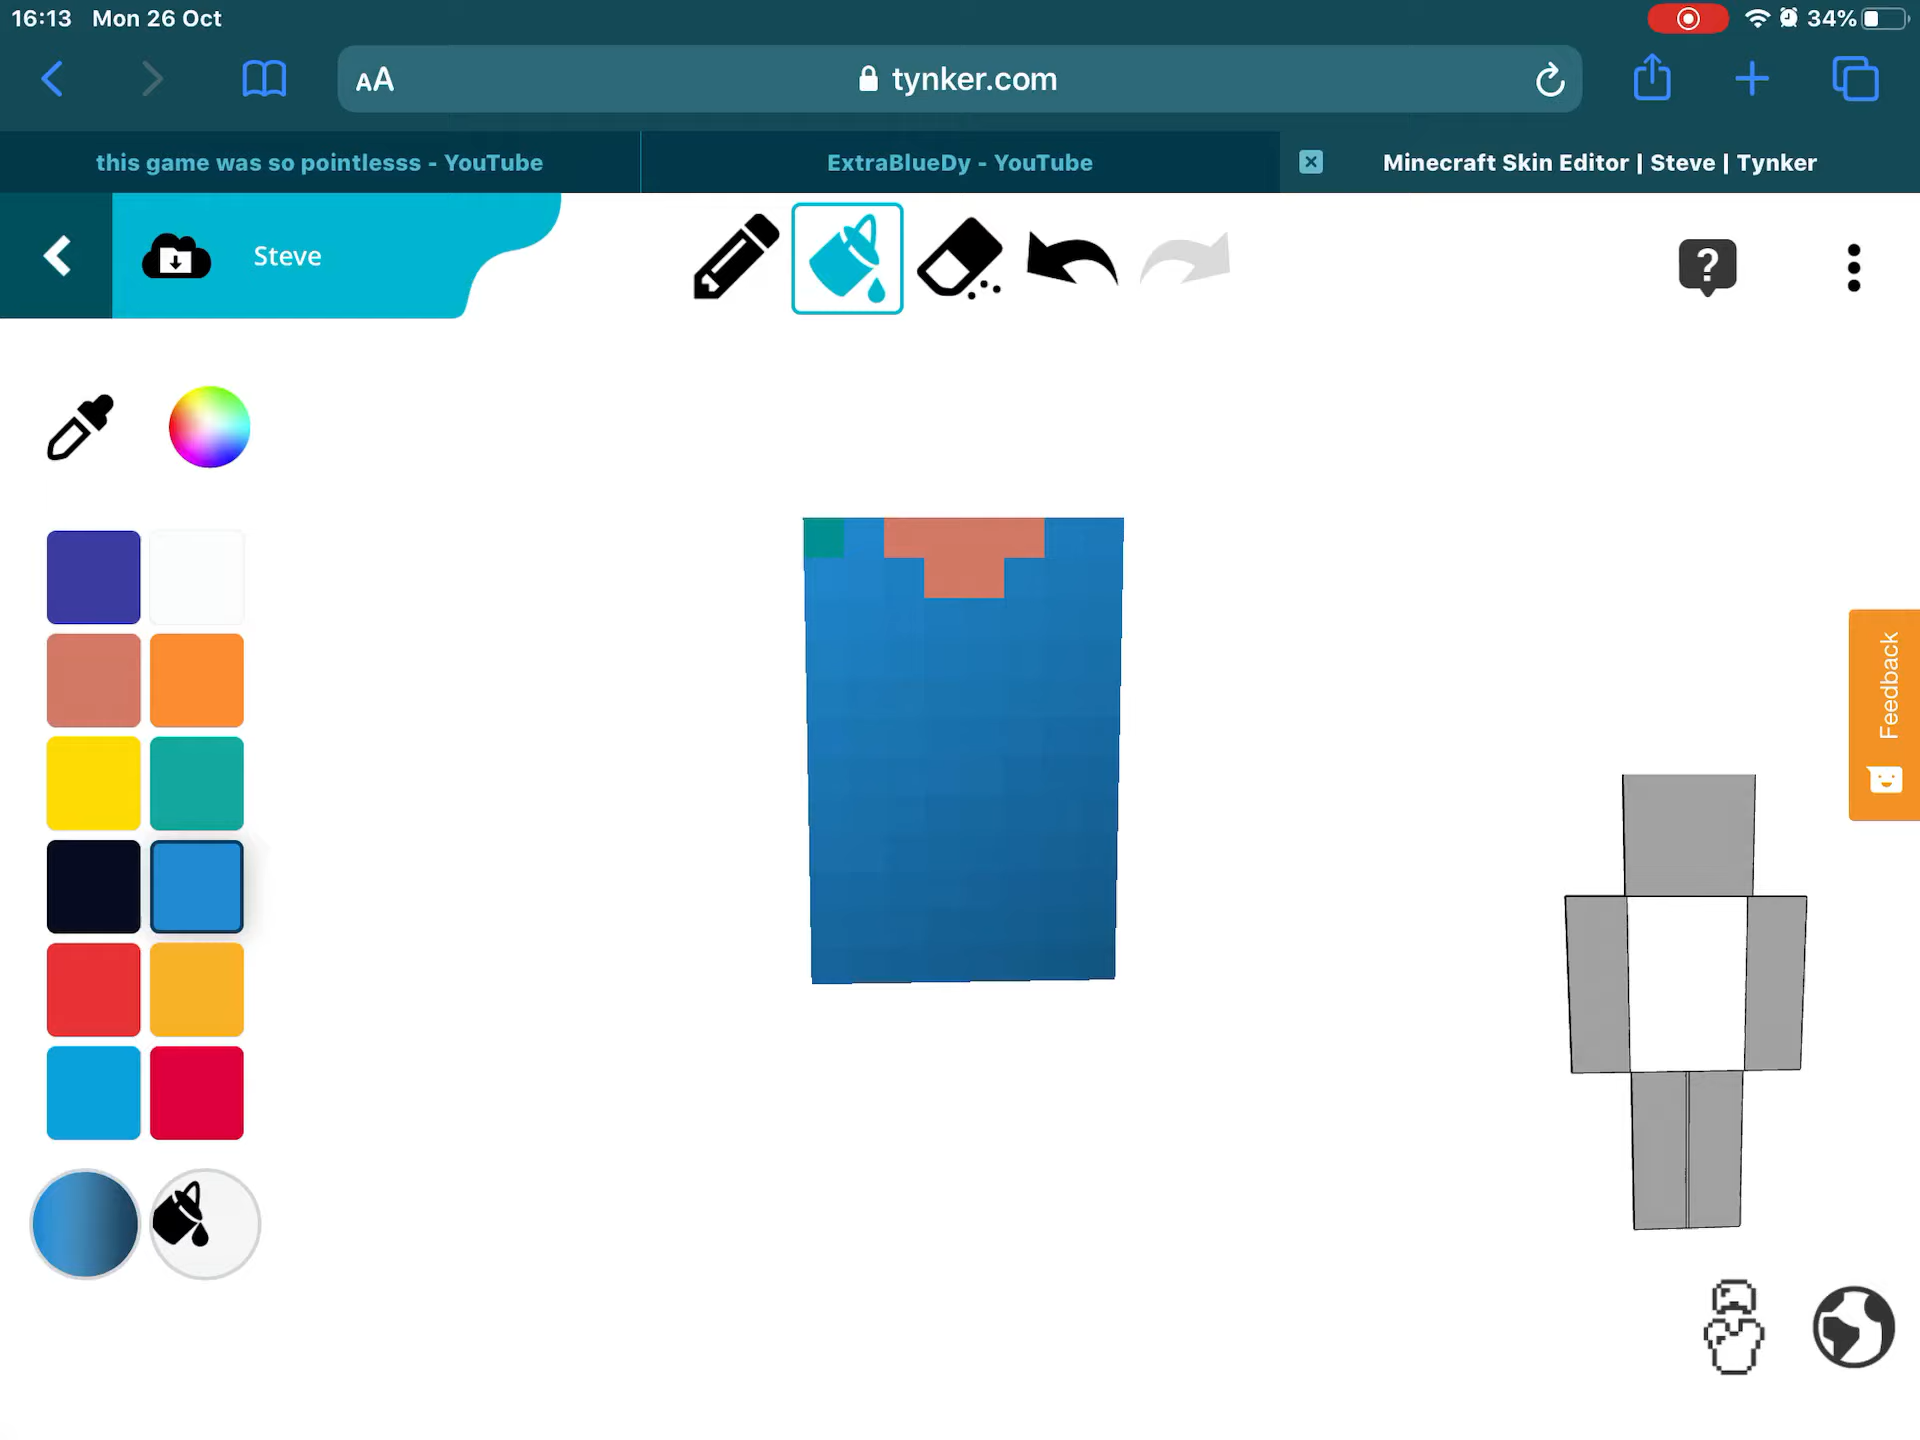 16:13 Mon 26 Oct
34%
AA
tynker.com
this game was so pointlesss - YouTube
ExtraBlueDy - YouTube
Minecraft Skin Editor | Steve | Tynker
Steve
?
Feedback